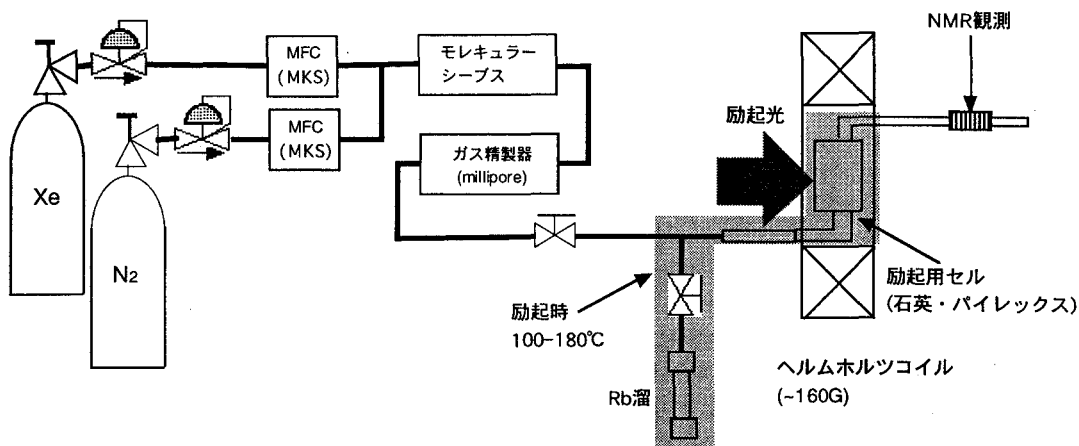 NMR観測
MFC
(MKS)
モレキュラー
シーブス
MFC
(MKS)
励起光
ガス精製器
(millipore)
Xe
N2
励起時
100-180℃
励起用セル
(石英・パイレックス)
Rb溜
ヘルムホルツコイル
(~160G)